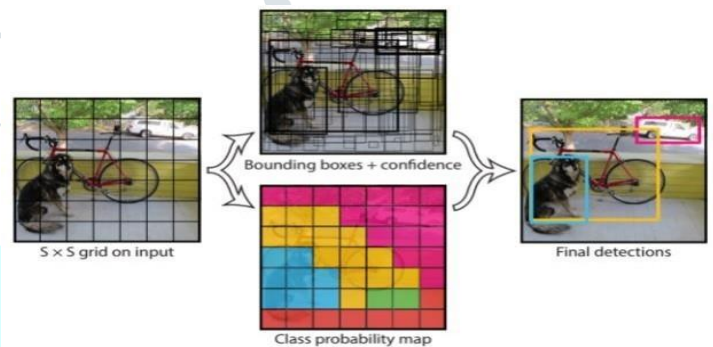 Bounding boxes + confidence
S × S grid on input
Final detections
Class probability map